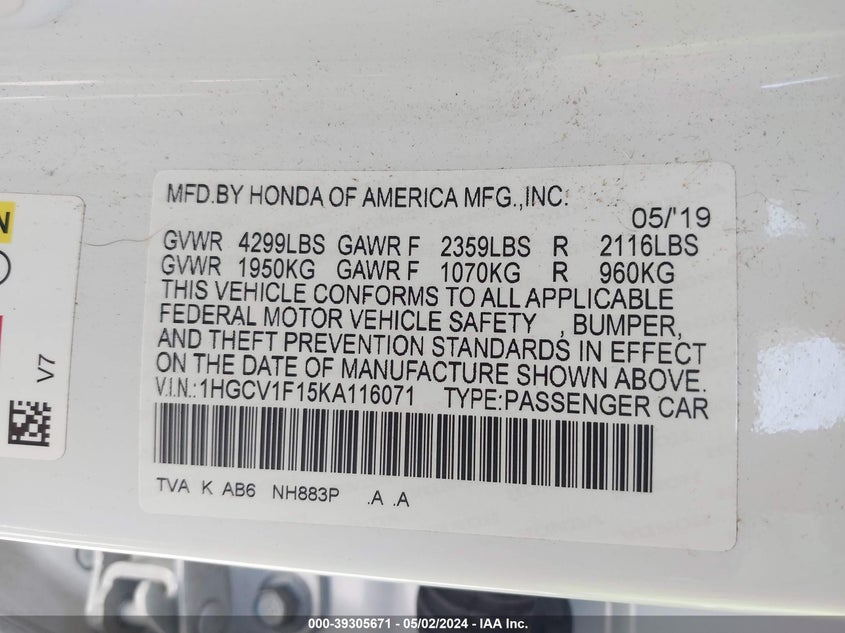 MFD.BY HONDA OF AMERICA MFG.,INC.
05/'19
GVWR 4299LBS GAWR F 2359LBS R 2116LBS
GVWR 1950KG GAWR F 1070KG R 960KG
THIS VEHICLE CONFORMS TO ALL APPLICABLE
FEDERAL MOTOR VEHICLE SAFETY , BUMPER,
AND THEFT PREVENTION STANDARDS IN EFFECT
ON THE DATE OF MANUFACTURE SHOWN ABOVE.
V.I.N.:1HGCV1F15KA116071 TYPE:PASSENGER CAR
TVA K AB6 NH883P .A .A
N
V7
000-39305671 - 05/02/2024 - IAA Inc.